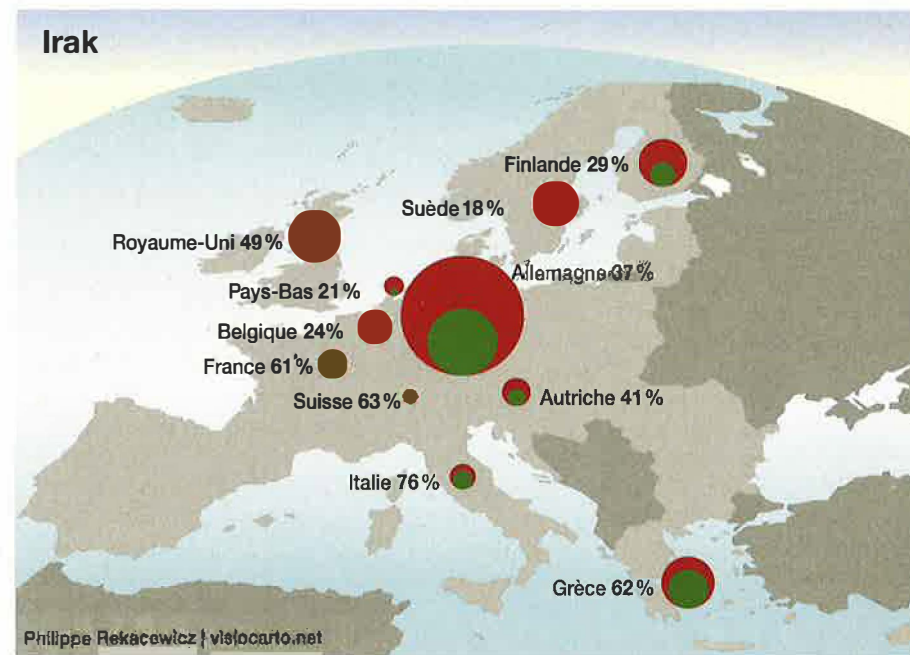 Irak
Finlande 29 %
Suède 18 %
Royaume-Uni 49 %
Allemagne 37 %
Pays-Bas 21 %
Belgique 24 %
France 61 %
Suisse 63 %
Autriche 41 %
Italie 76 %
Grèce 62 %
Philippe Rekacewicz | visiocarto.net